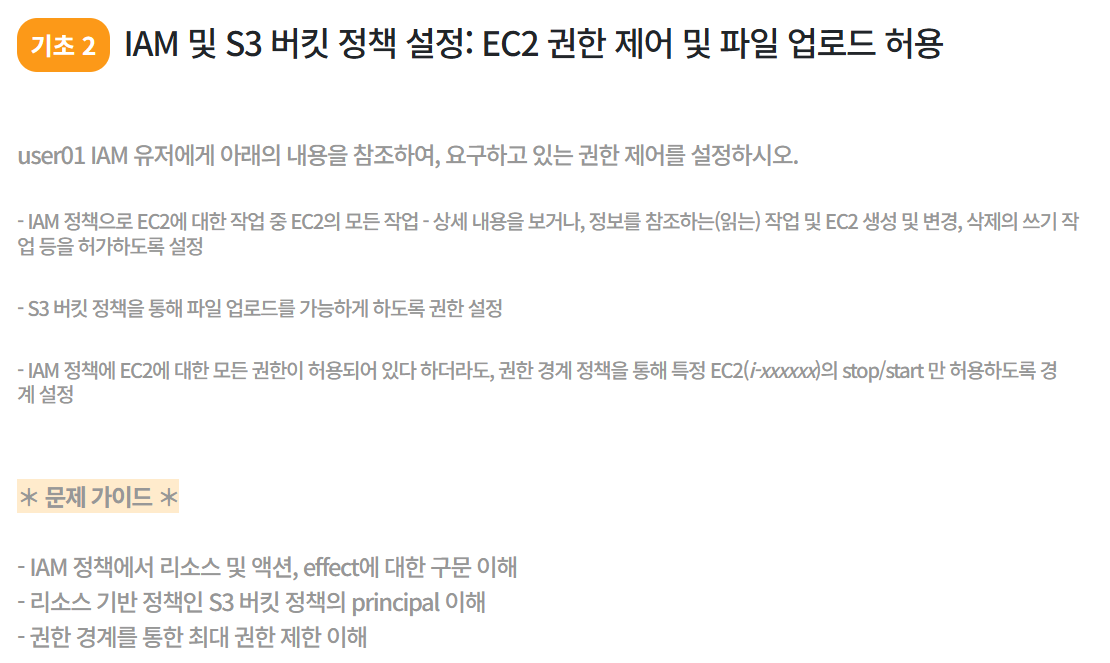 기초 2 IAM 및 S3 버킷 정책 설정: EC2 권한 제어 및 파일 업로드 허용
user01 IAM 유저에게 아래의 내용을 참조하여, 요구하고 있는 권한 제어를 설정하시오.
- IAM 정책으로 EC2에 대한 작업 중 EC2의 모든 작업 - 상세 내용을 보거나, 정보를 참조하는(읽는) 작업 및 EC2 생성 및 변경, 삭제의 쓰기 작
업 등을 허가하도록 설정
- S3 버킷 정책을 통해 파일 업로드를 가능하게 하도록 권한 설정
- IAM 정책에 EC2에 대한 모든 권한이 허용되어 있다 하더라도, 권한 경계 정책을 통해 특정 EC2(i-xxxxxx)의 stop/start 만 허용하도록 경
계 설정
＊ 문제 가이드 ＊
- IAM 정책에서 리소스 및 액션, effect에 대한 구문 이해
- 리소스 기반 정책인 S3 버킷 정책의 principal 이해
- 권한 경계를 통한 최대 권한 제한 이해